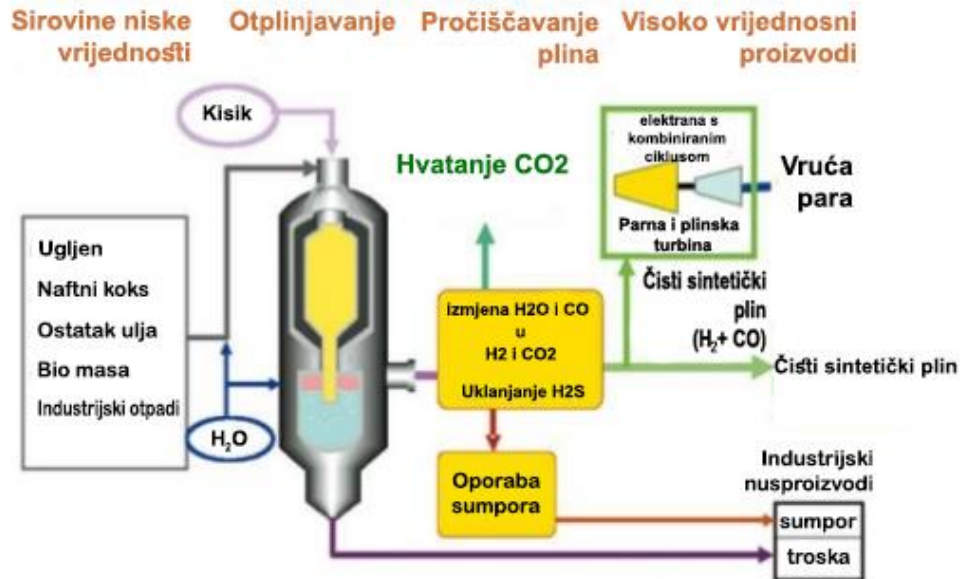 Sirovine niske
vrijednosti
Otplinjavanje
Pročišćavanje
plina
Visoko vrijednosni
proizvodi
Kisik
Hvatanje CO2
elektrana s
kombiniranim
ciklusom
Parna i plinska
turbina
Vruća
para
Ugljen
Naftni koks
Ostatak ulja
Bio masa
Industrijski otpadi
H₂O
izmjena H2O i CO
u
H2 i CO2
Uklanjanje H2S
Čisti sintetički
plin
(H₂+ CO)
Čisti sintetički plin
Oporaba
sumpora
Industrijski
nusproizvodi
sumpor
troska